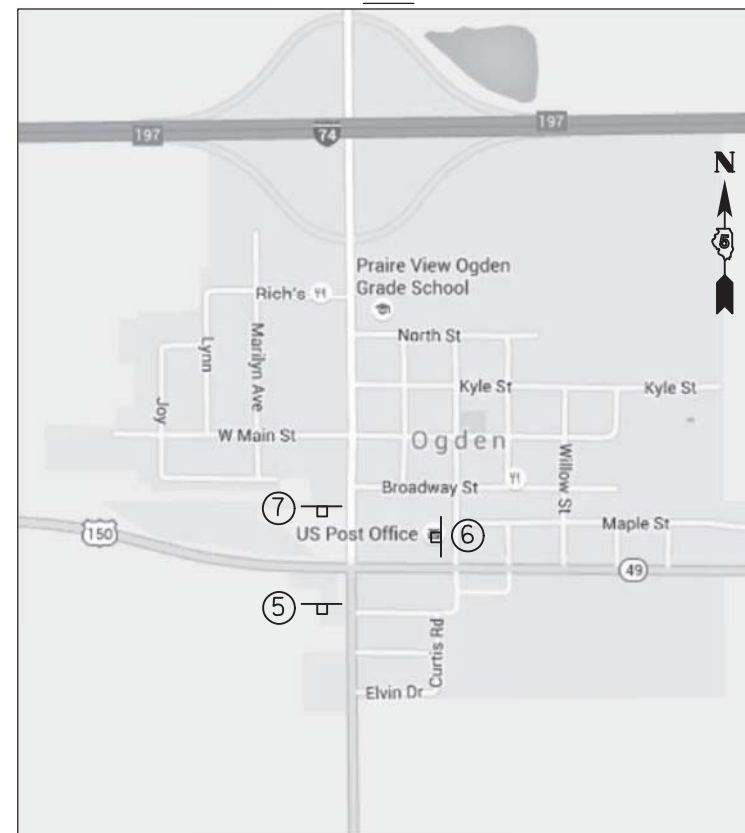 197
74
197
N
5
Praire View Ogden
Grade School
Rich's
North St
Lynn
Marilyn Ave
Kyle St
Kyle St
Joy
W Main St
Ogden
Willow St
Broadway St
7
US Post Office
6
Maple St
150
49
5
Curtis Rd
Elvin Dr